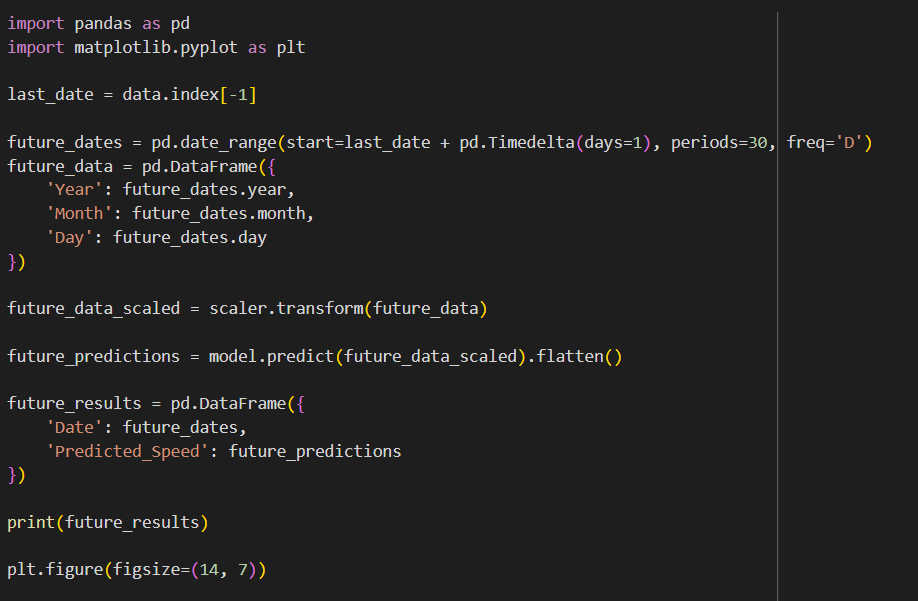 import pandas as pd
import matplotlib.pyplot as plt
last_date = data.index[-1]
future_dates = pd.date_range(start=last_date + pd.Timedelta(days=1), periods=30, freq='D')
future_data = pd.DataFrame({
    'Year': future_dates.year,
    'Month': future_dates.month,
    'Day': future_dates.day
})
future_data_scaled = scaler.transform(future_data)
future_predictions = model.predict(future_data_scaled).flatten()
future_results = pd.DataFrame({
    'Date': future_dates,
    'Predicted_Speed': future_predictions
})
print(future_results)
plt.figure(figsize=(14, 7))